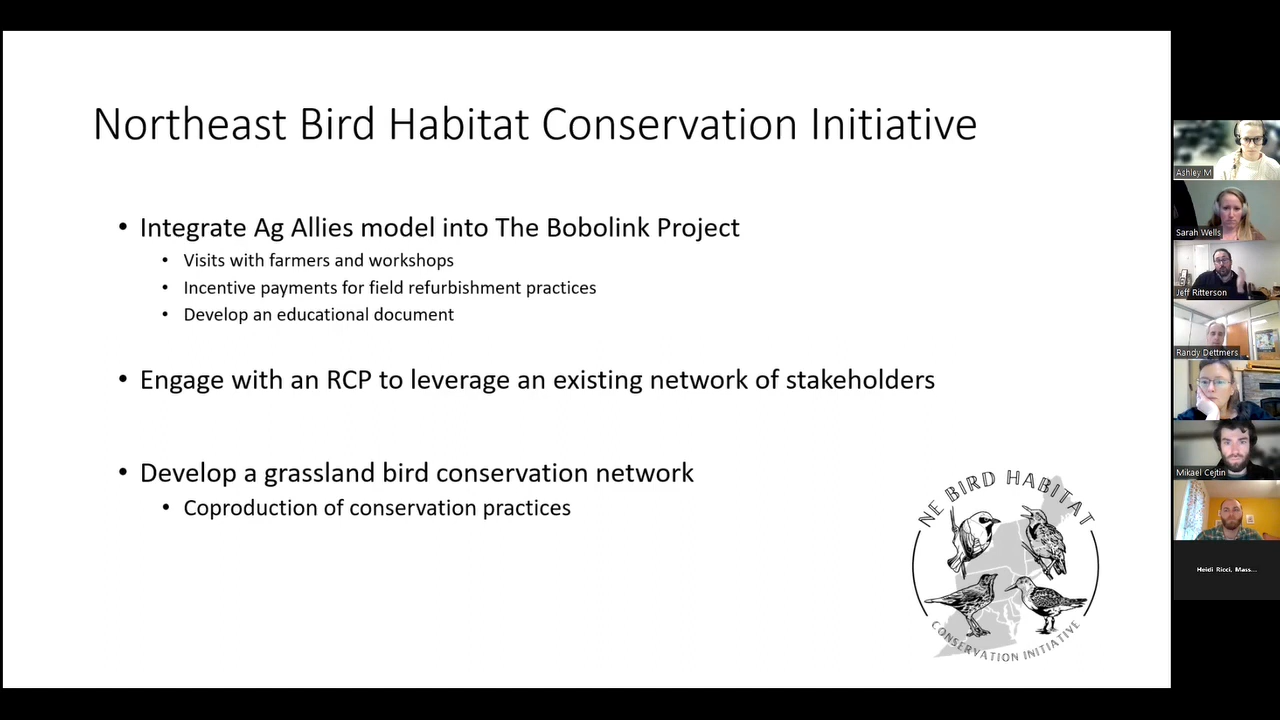 Northeast Bird Habitat Conservation Initiative
• Integrate Ag Allies model into The Bobolink Project
• Visits with farmers and workshops
• Incentive payments for field refurbishment practices
• Develop an educational document
• Engage with an RCP to leverage an existing network of stakeholders
• Develop a grassland bird conservation network
• Coproduction of conservation practices
NE BIRD HABITAT
CONSERVATION INITIATIVE
Ashley M
Sarah Wells
Jeff Ritterson
Randy Dettmers
Mikael Cejtin
Heidi Ricci, Mass...